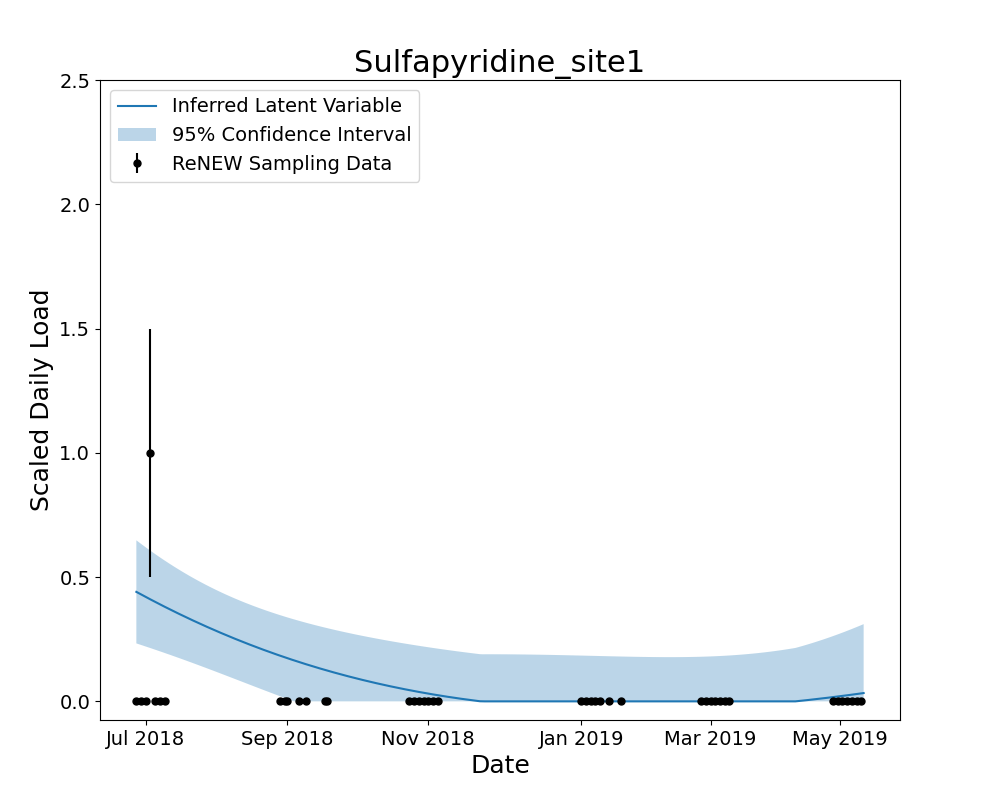 Sulfapyridine_site1
Inferred Latent Variable
95% Confidence Interval
ReNEW Sampling Data
Scaled Daily Load
2.5
2.0
1.5
1.0
0.5
0.0
Jul 2018 Sep 2018 Nov 2018 Jan 2019 Mar 2019 May 2019
Date